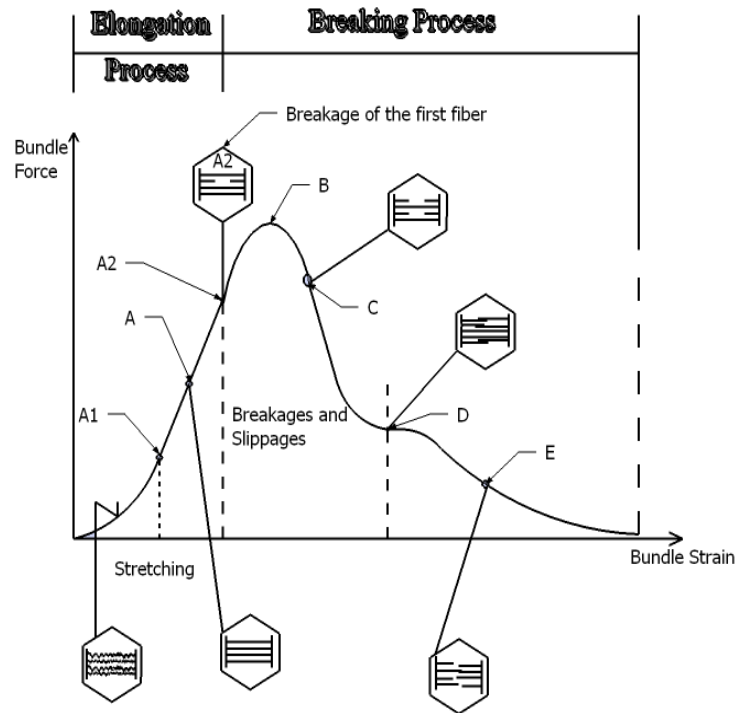 Elongation
Process
Breaking Process
Breakage of the first fiber
Bundle
Force
A2
B
A2
C
A
Breakages and
Slippages
D
A1
E
Stretching
Bundle Strain